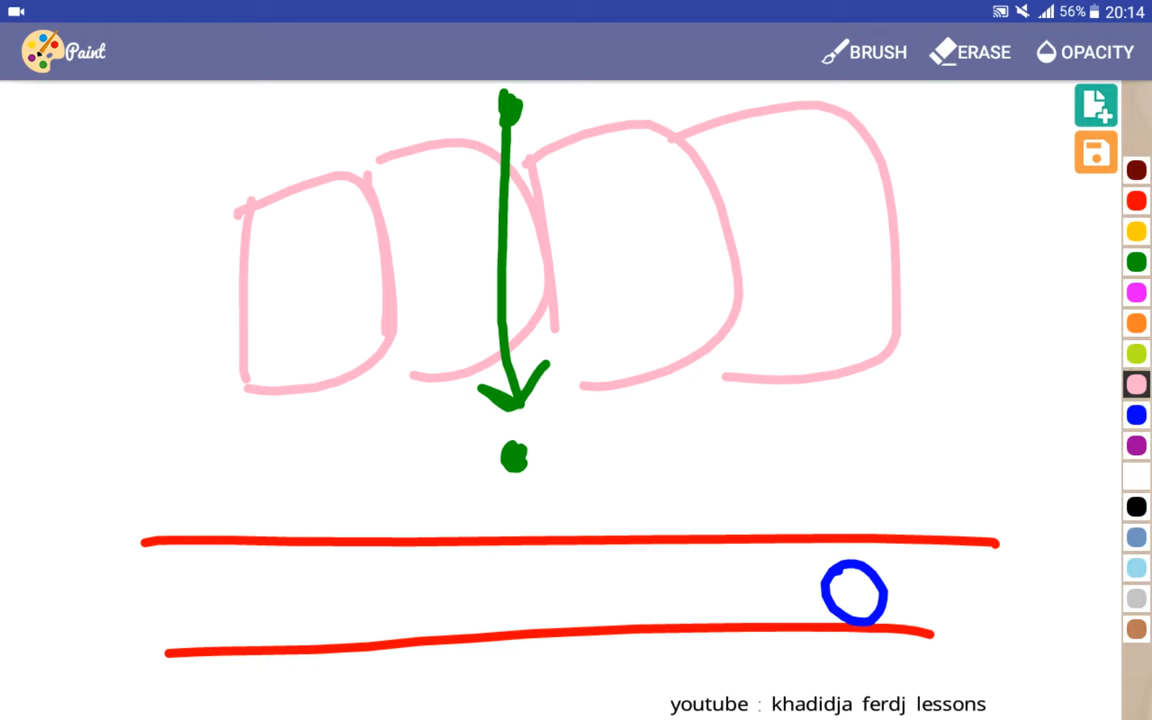 56% 20:14
Paint BRUSH ERASE OPACITY
youtube : khadidja ferdj lessons